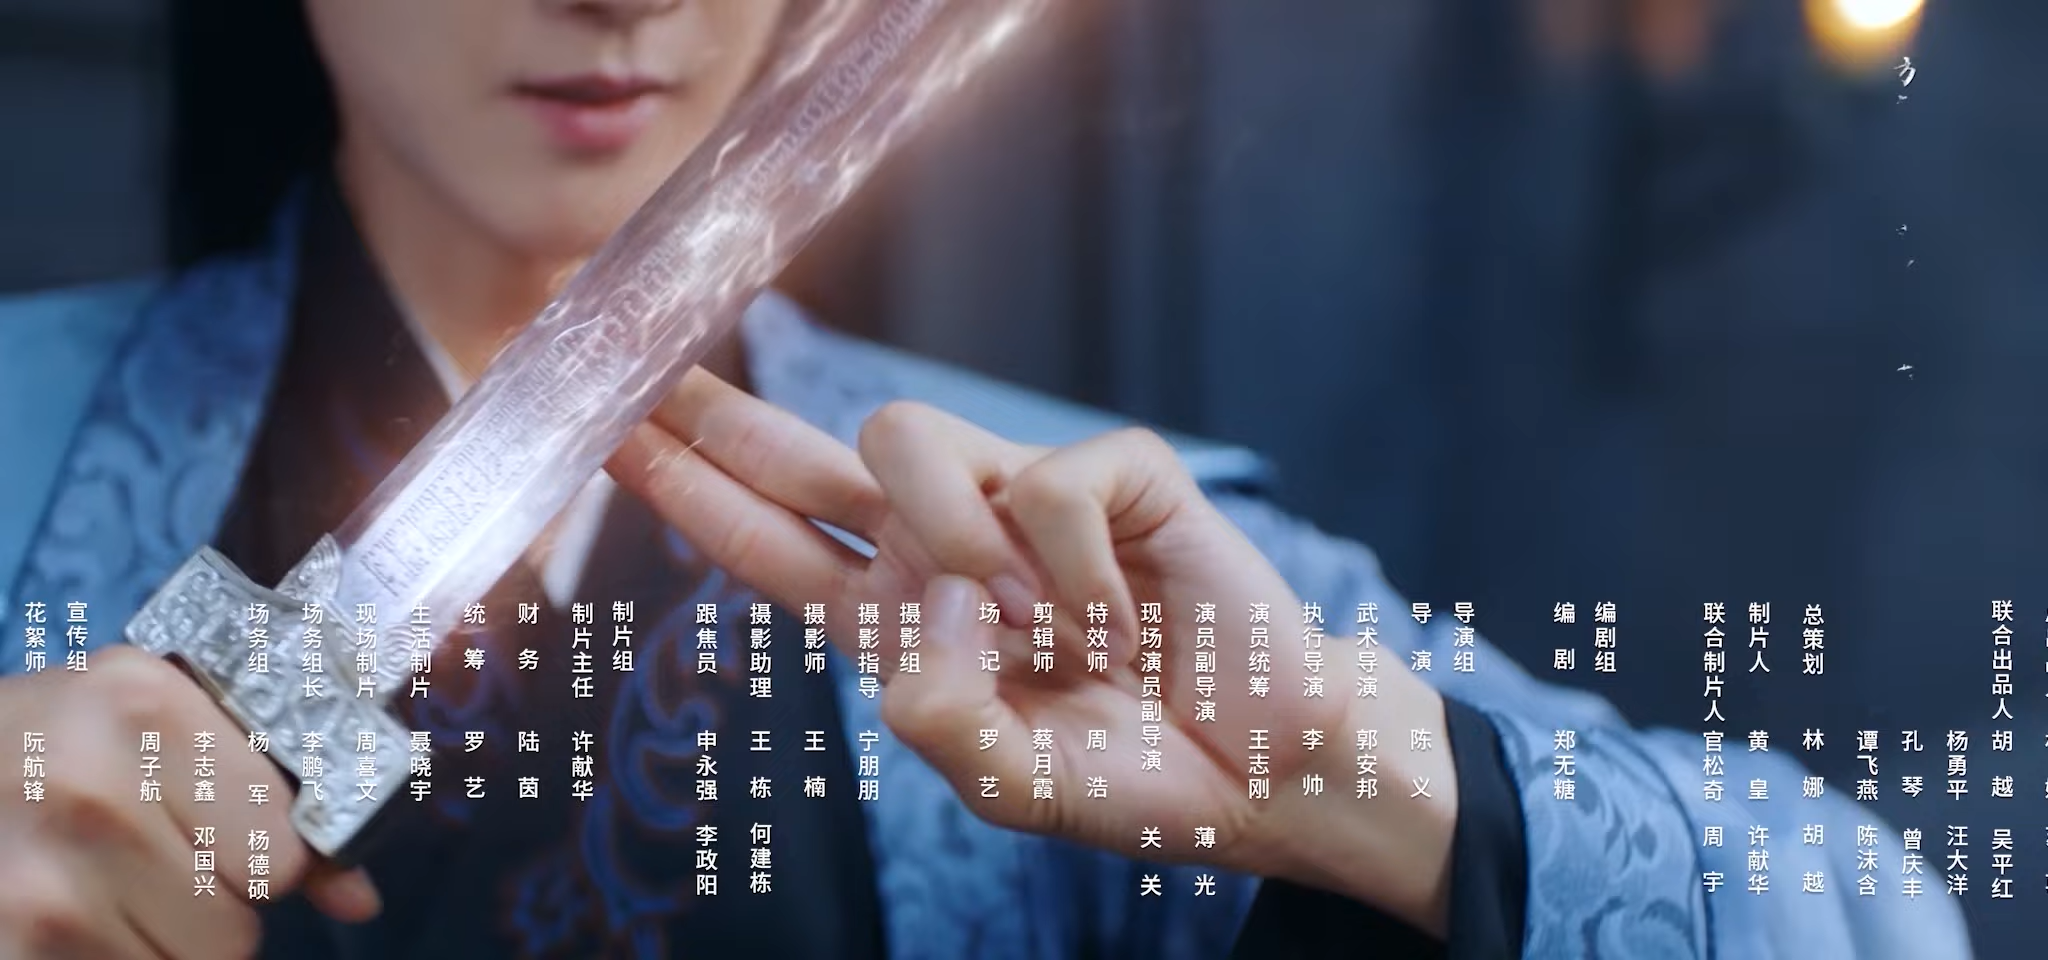 方
联合出品人 胡越 吴平红
杨勇平 汪大洋
孔琴 曾庆丰
谭飞燕 陈沫含
总策划 林娜 胡越
制片人 黄皇 许献华
联合制片人 官松奇 周宇
编剧组
编剧 郑无糖
导演组
导演 陈义
武术导演 郭安邦
执行导演 李帅
演员统筹 王志刚
演员副导演 薄光
现场演员副导演 关关
特效师 周浩
剪辑师 蔡月霞
场记 罗艺
摄影组
摄影指导 宁朋朋
摄影师 王楠
摄影助理 王栋 何建栋
跟焦员 申永强 李政阳
制片组
制片主任 许献华
财务 陆茵
统筹 罗艺
生活制片 聂晓宇
现场制片 周喜文
场务组长 李鹏飞
场务组 杨军 杨德硕
李志鑫 邓国兴
周子航
宣传组
花絮师 阮航锋